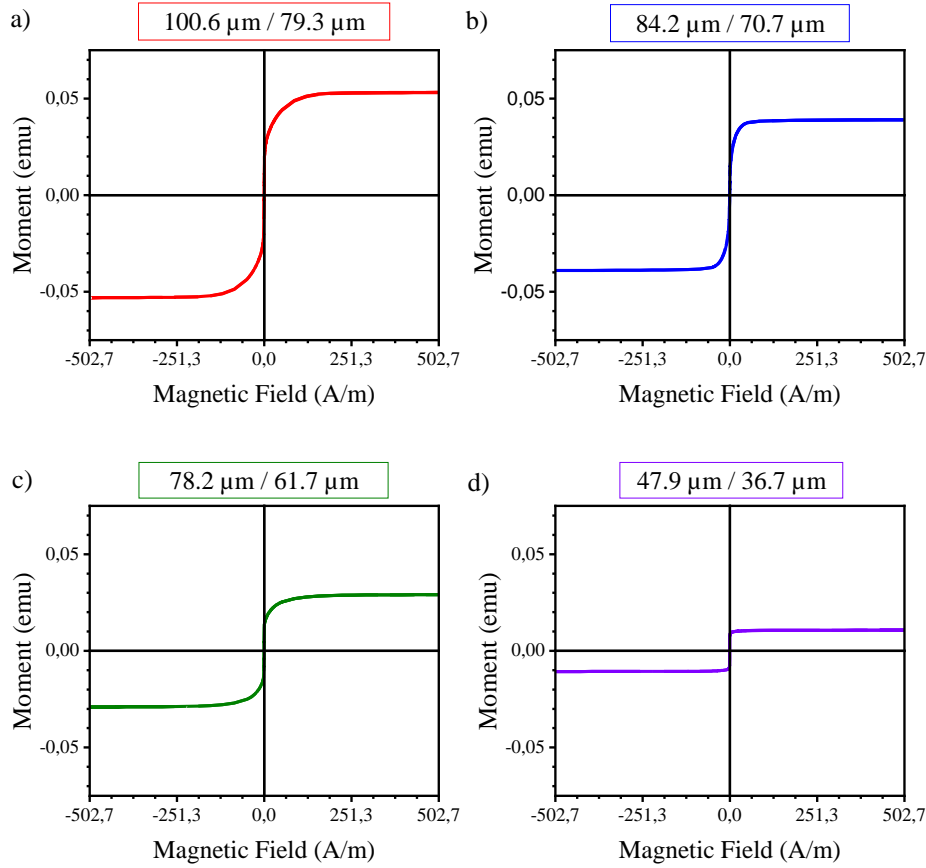 a)
100.6 µm / 79.3 µm
0,05
0,00
-0,05
Moment (emu)
-502,7 -251,3 0,0 251,3 502,7
Magnetic Field (A/m)
b)
84.2 µm / 70.7 µm
0,05
0,00
-0,05
Moment (emu)
-502,7 -251,3 0,0 251,3 502,7
Magnetic Field (A/m)
c)
78.2 µm / 61.7 µm
0,05
0,00
-0,05
Moment (emu)
-502,7 -251,3 0,0 251,3 502,7
Magnetic Field (A/m)
d)
47.9 µm / 36.7 µm
0,05
0,00
-0,05
Moment (emu)
-502,7 -251,3 0,0 251,3 502,7
Magnetic Field (A/m)